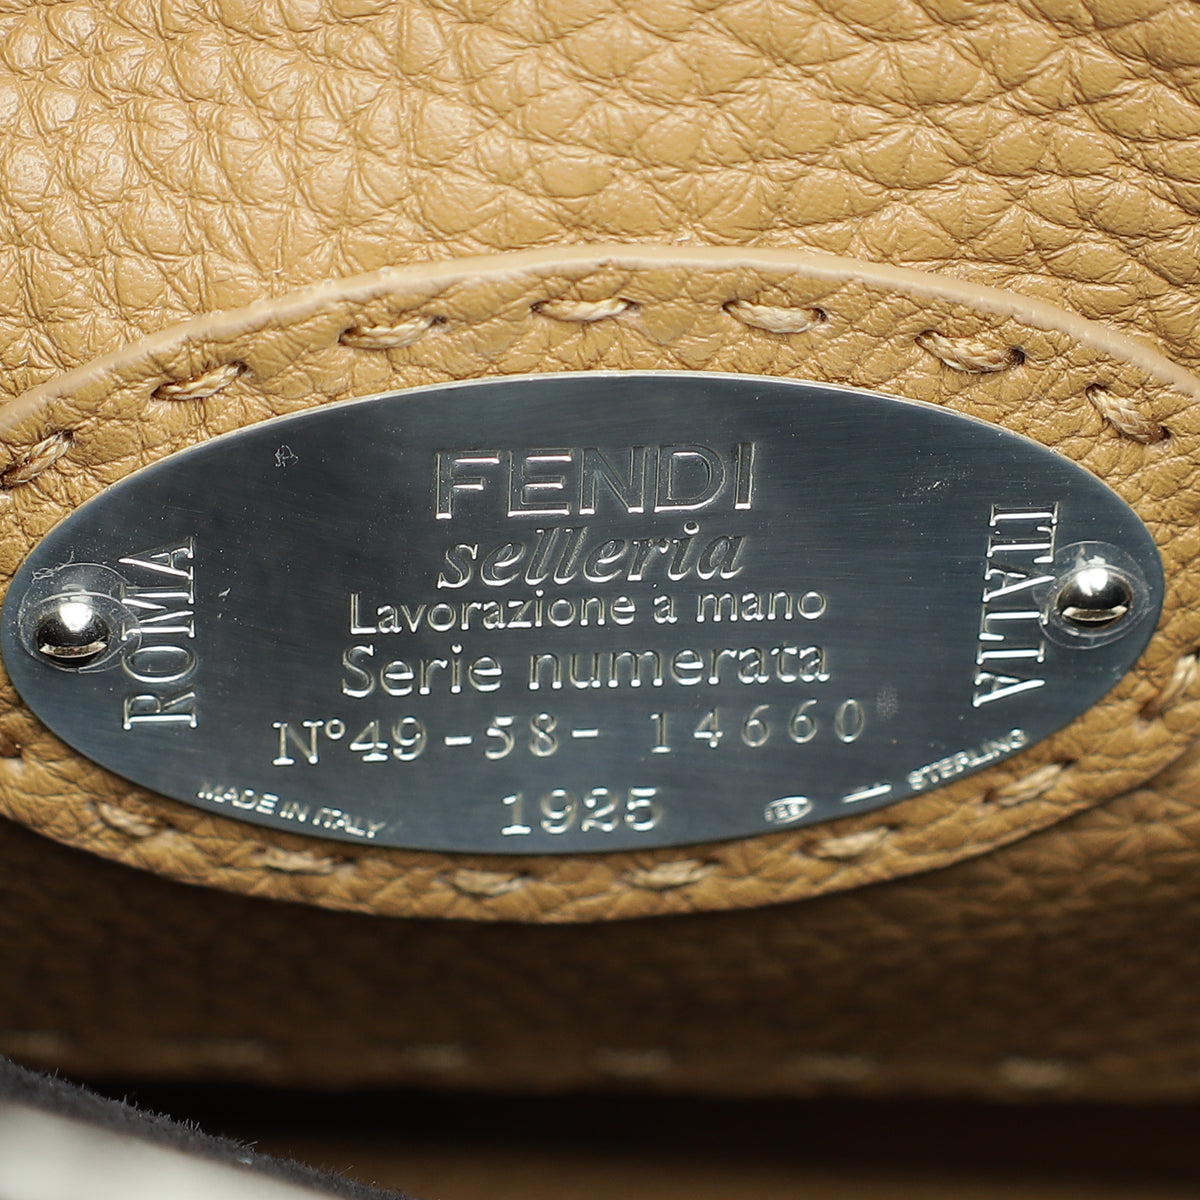 FENDI
selleria
Lavorazione a mano
Serie numerata
N° 49 - 58 - 14660
1925
ROMA
ITALIA
MADE IN ITALY
STERLING